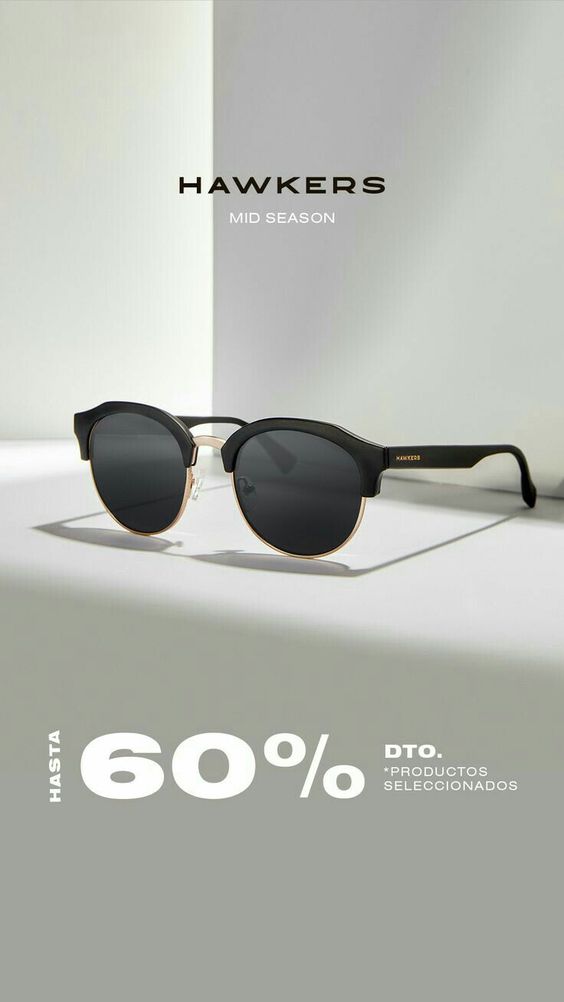 HAWKERS
MID SEASON
HAWKERS
HASTA
60%
DTO.
*PRODUCTOS
SELECCIONADOS